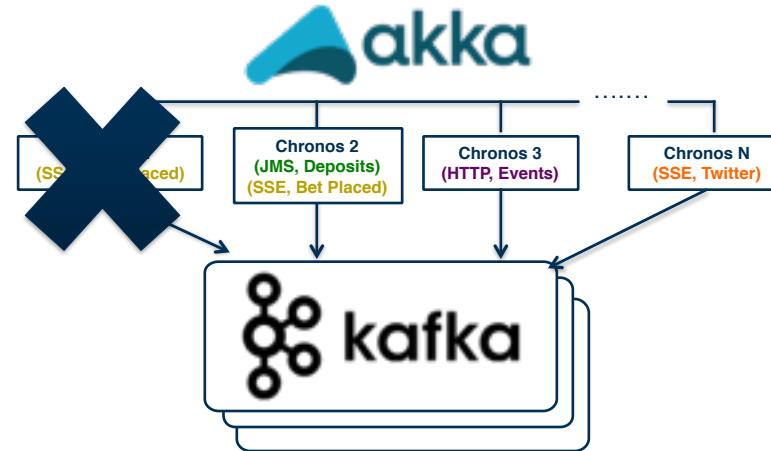 akka
.......
(SS aced)
Chronos 2
(JMS, Deposits)
(SSE, Bet Placed)
Chronos 3
(HTTP, Events)
Chronos N
(SSE, Twitter)
kafka